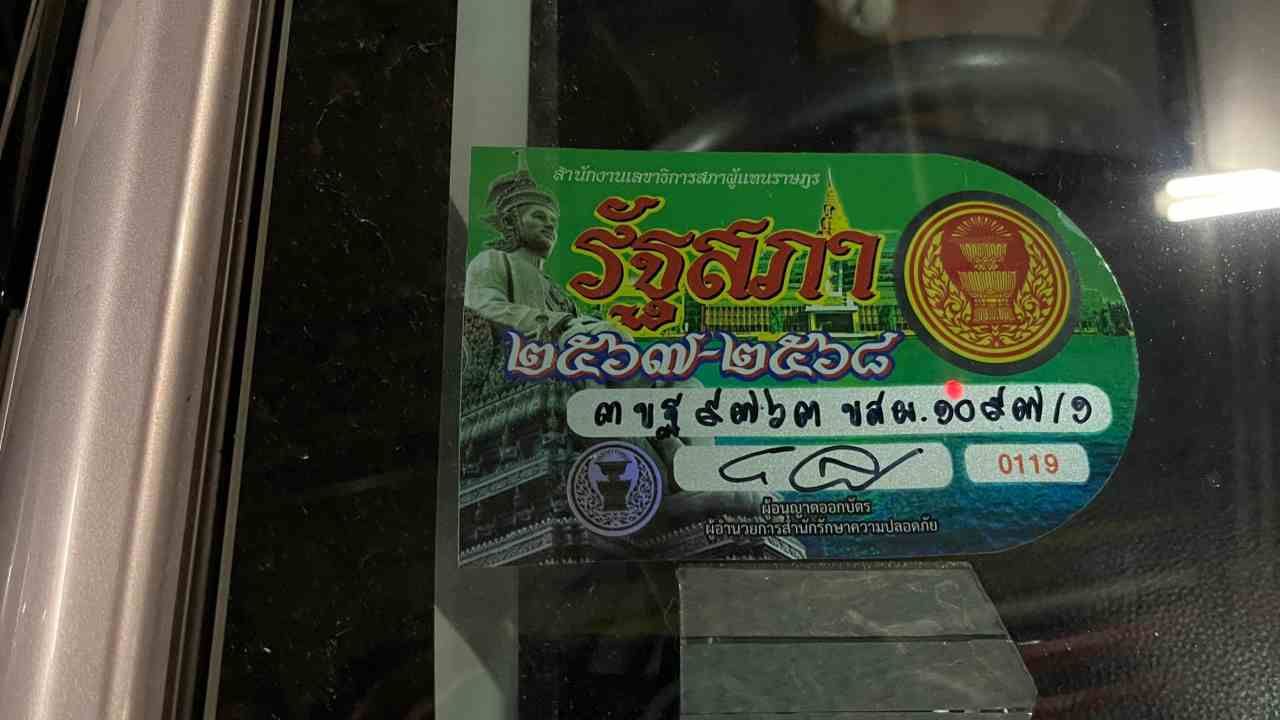 สำนักงานเลขาธิการสภาผู้แทนราษฎร
รัฐสภา
๒๕๖๗-๒๕๖๘
๓ ขฐ ๙๗๖๓ ขสผ.๑๐๙๗/๑
0119
ผู้อนุญาตออกบัตร
ผู้อำนวยการสำนักรักษาความปลอดภัย